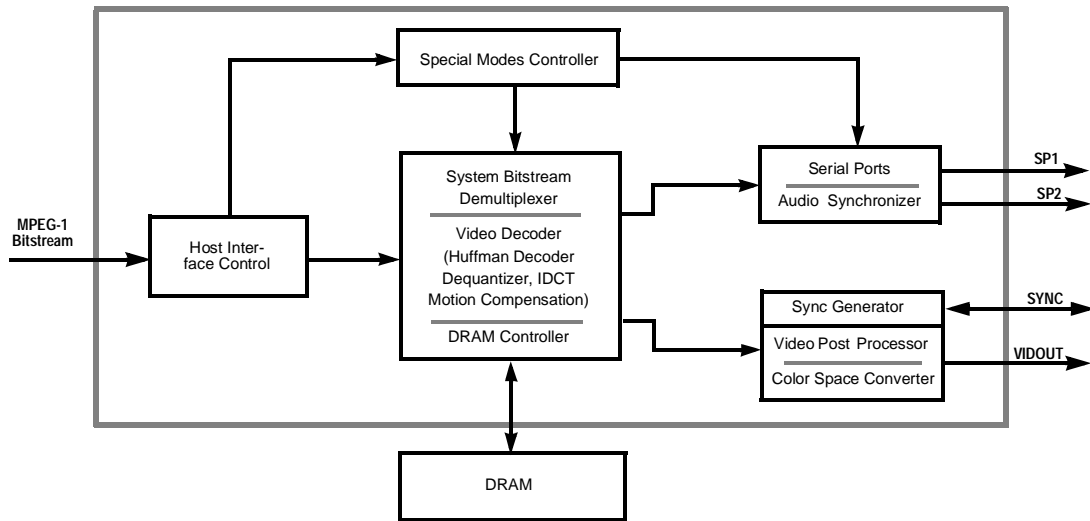 Special Modes Controller
System Bitstream
Demultiplexer
Video Decoder
(Huffman Decoder
Dequantizer, IDCT
Motion Compensation)
DRAM Controller
Serial Ports
Audio Synchronizer
SP1
SP2
MPEG-1
Bitstream
Host Inter-
face Control
Sync Generator
Video Post Processor
Color Space Converter
SYNC
VIDOUT
DRAM